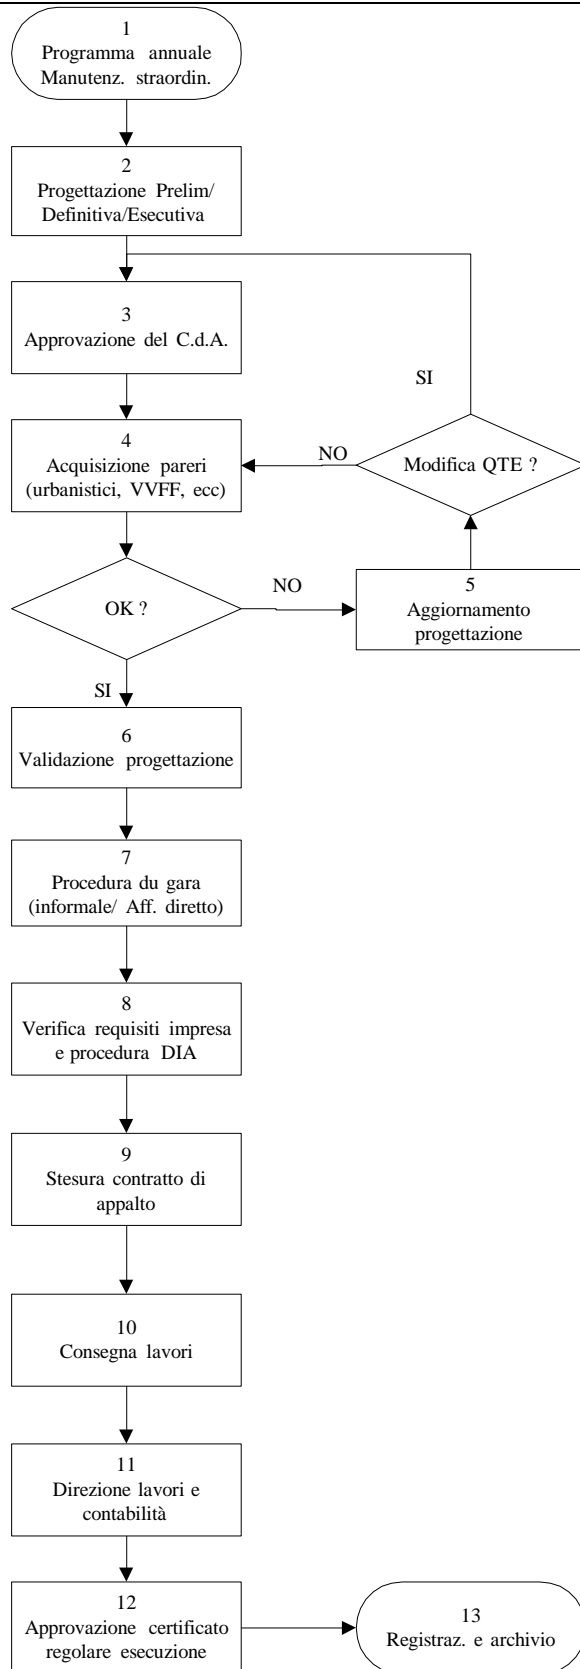 1
Programma annuale
Manutenz. straordin.
2
Progettazione Prelim/
Definitiva/Esecutiva
3
Approvazione del C.d.A.
SI
4
Acquisizione pareri
(urbanistici, VVFF, ecc)
NO
Modifica QTE ?
OK ?
NO
5
Aggiornamento
progettazione
SI
6
Validazione progettazione
7
Procedura du gara
(informale/ Aff. diretto)
8
Verifica requisiti impresa
e procedura DIA
9
Stesura contratto di
appalto
10
Consegna lavori
11
Direzione lavori e
contabilità
12
Approvazione certificato
regolare esecuzione
13
Registraz. e archivio